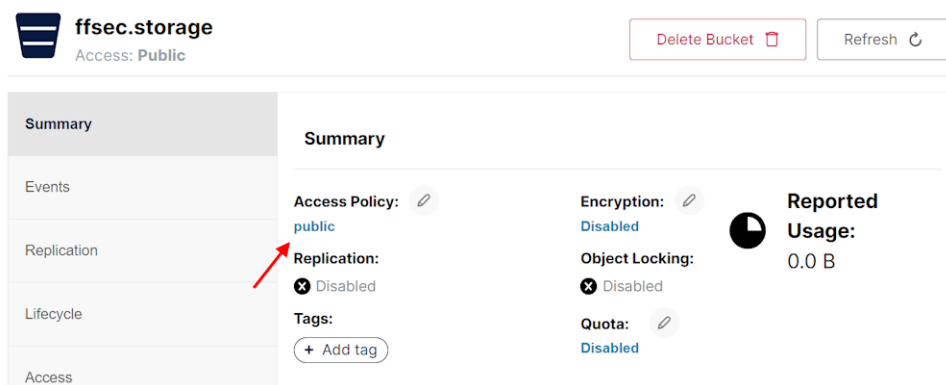 ffsec.storage
Access: Public
Delete Bucket
Refresh
Summary
Events
Replication
Lifecycle
Access
Summary
Access Policy:
public
Replication:
Disabled
Tags:
+ Add tag
Encryption:
Disabled
Object Locking:
Disabled
Quota:
Disabled
Reported
Usage:
0.0 B